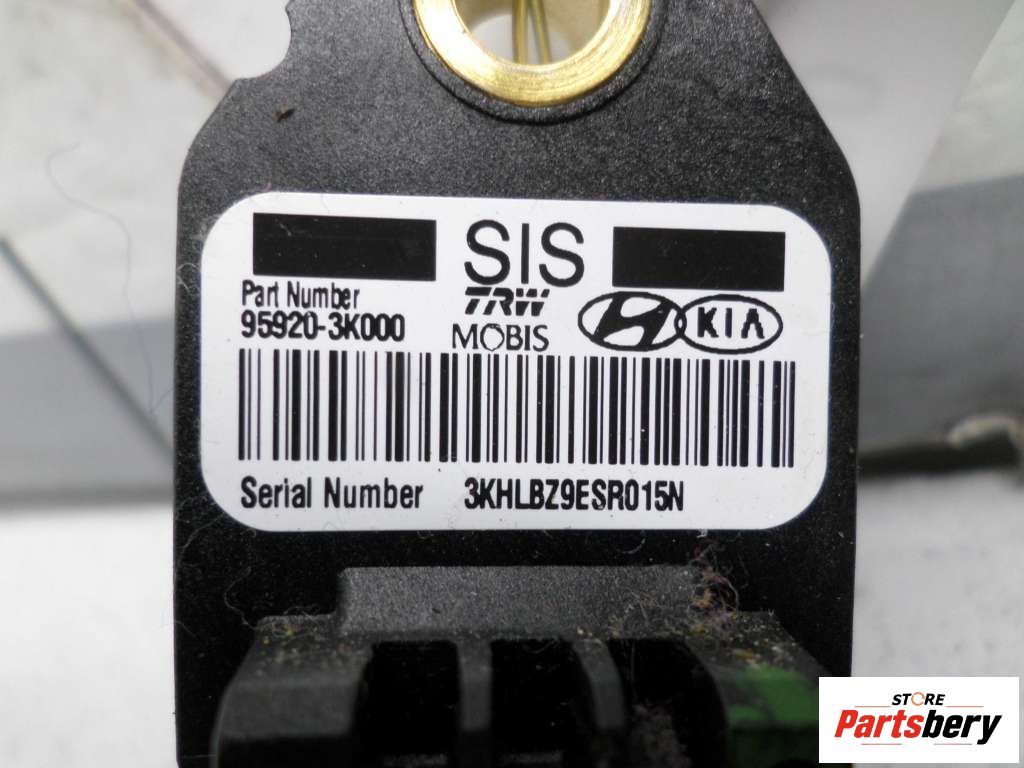 SIS
Part Number
95920-3K000
TRW
MOBIS
KIA
Serial Number 3KHLBZ9ESR015N
STORE
Partsbery